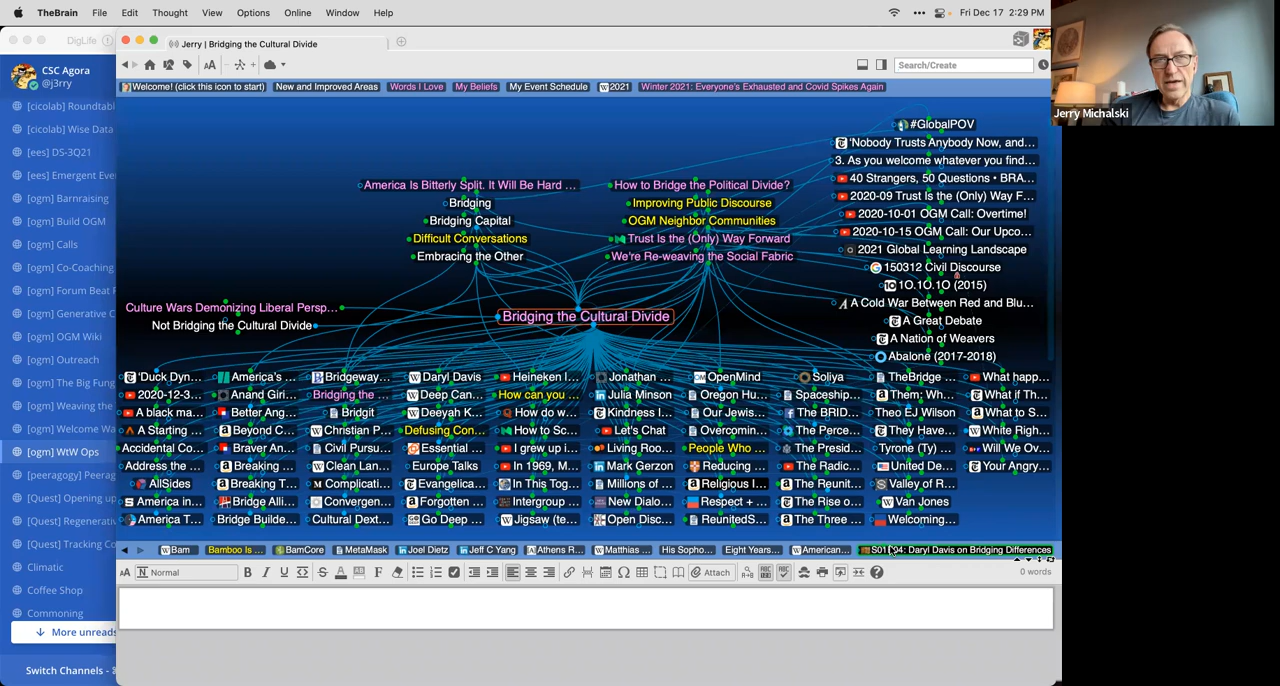 TheBrain File Edit Thought View Options Online Window Help
Fri Dec 17 2:29 PM
DigLife
Jerry | Bridging the Cultural Divide
CSC Agora
@j3rry
Search/Create
Welcome! (click this icon to start) New and Improved Areas Words I Love My Beliefs My Event Schedule 2021 Winter 2021: Everyone's Exhausted and Covid Spikes Again
[cicolab] Roundtabl
[cicolab] Wise Data
[ees] DS-3Q21
[ees] Emergent Eve
[ogm] Barnraising
[ogm] Build OGM
[ogm] Calls
[ogm] Co-Coaching
[ogm] Forum Beat R
[ogm] Generative C
[ogm] OGM Wiki
[ogm] Outreach
[ogm] The Big Fung
[ogm] Weaving the
[ogm] Welcome Wa
[ogm] WtW Ops
[peeragogy] Peerag
[Quest] Opening up
[Quest] Regenerativ
[Quest] Tracking Co
Climatic
Coffee Shop
Commoning
More unreads
Switch Channels -
Jerry Michalski
America Is Bitterly Split. It Will Be Hard ...
Bridging
Bridging Capital
Difficult Conversations
Embracing the Other
How to Bridge the Political Divide?
Improving Public Discourse
OGM Neighbor Communities
Trust Is the (Only) Way Forward
We're Re-weaving the Social Fabric
#GlobalPOV
'Nobody Trusts Anybody Now, and...
3. As you welcome whatever you find...
40 Strangers, 50 Questions • BRA...
2020-09 Trust Is the (Only) Way F...
2020-10-01 OGM Call: Overtime!
2020-10-15 OGM Call: Our Upco...
2021 Global Learning Landscape
150312 Civil Discourse
1O.1O.1O (2015)
A Cold War Between Red and Blu...
A Great Debate
A Nation of Weavers
Abalone (2017-2018)
Culture Wars Demonizing Liberal Persp...
Not Bridging the Cultural Divide
Bridging the Cultural Divide
'Duck Dyn... America's ... Bridgeway... Daryl Davis Heineken I... Jonathan ... OpenMind Soliya TheBridge ... What happ...
2020-12-3... Anand Giri... Bridging the ... Deep Can... How can you ... Julia Minson Oregon Hu... Spaceship... Them: Wh... What if Th...
A black ma... Better Ang... Bridgit Deeyah K... How do w... Kindness I... Our Jewis... The BRID... Theo EJ Wilson What to S...
A Starting ... Beyond C... Christian P... Defusing Con... How to Sc... Let's Chat Overcomin... The Perce... They Have... White Righ...
Accidental Co... Braver An... Civil Pursu... Essential ... I grew up i... Living Roo... People Who ... The Presid... Tyrone (Ty) ... Will We Ov...
Address the ... Breaking ... Clean Lan... Europe Talks In 1969, M... Mark Gerzon Reducing ... The Radic... United De... Your Angry...
AllSides Breaking T... Complicati... Evangelica... In This Tog... Millions of ... Religious I... The Reunit... Valley of R...
America in... Bridge Alli... Convergen... Forgotten ... Intergroup ... New Dialo... Respect + ... The Rise o... Van Jones
America T... Bridge Builde... Cultural Dext... Go Deep ... Jigsaw (te... Open Disc... ReunitedS... The Three ... Welcoming...
Bam Bamboo Is ... BamCore MetaMask Joel Dietz Jeff C Yang Athens R... Matthias ... His Sopho... Eight Years... American... Daryl Davis on Bridging Differences
Normal
Attach
0 words